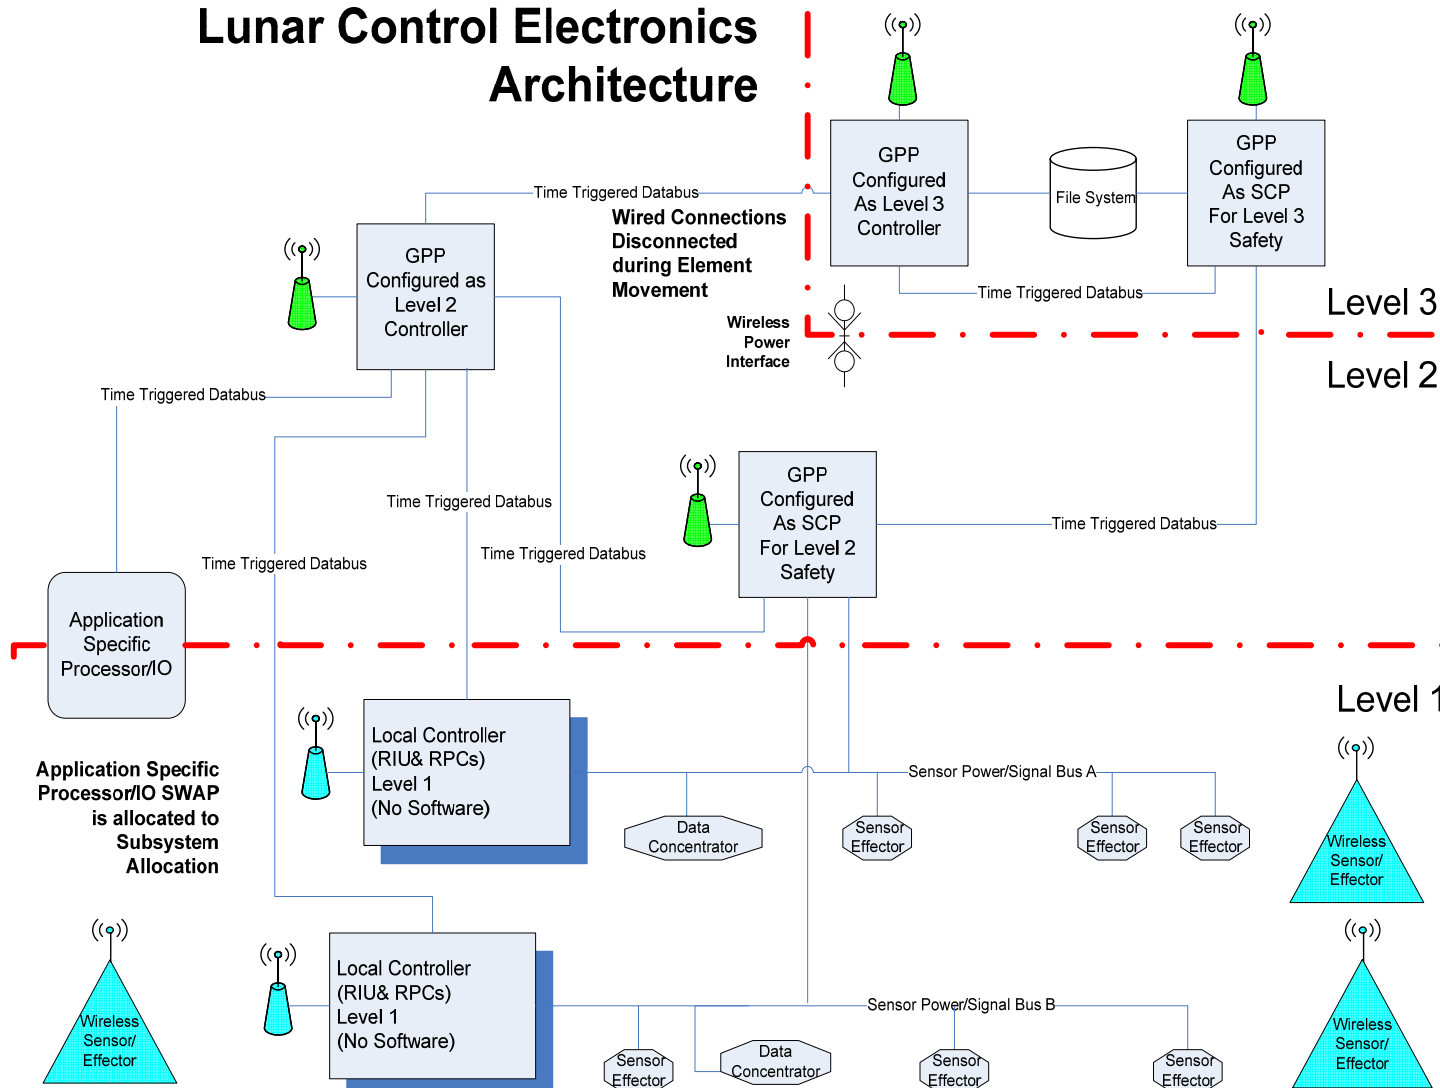 Lunar Control Electronics
Architecture
GPP
Configured
As Level 3
Controller
File System
GPP
Configured
As SCP
For Level 3
Safety
Time Triggered Databus
Wired Connections
Disconnected
during Element
Movement
Time Triggered Databus
Level 3
GPP
Configured as
Level 2
Controller
Wireless
Power
Interface
Level 2
Time Triggered Databus
Time Triggered Databus
GPP
Configured
As SCP
For Level 2
Safety
Time Triggered Databus
Time Triggered Databus
Time Triggered Databus
Application
Specific
Processor/IO
Level 1
Local Controller
(RIU& RPCs)
Level 1
(No Software)
Sensor Power/Signal Bus A
Application Specific
Processor/IO SWAP
is allocated to
Subsystem
Allocation
Data
Concentrator
Sensor
Effector
Sensor
Effector
Sensor
Effector
Wireless
Sensor/
Effector
Local Controller
(RIU& RPCs)
Level 1
(No Software)
Sensor Power/Signal Bus B
Wireless
Sensor/
Effector
Sensor
Effector
Data
Concentrator
Sensor
Effector
Sensor
Effector
Wireless
Sensor/
Effector